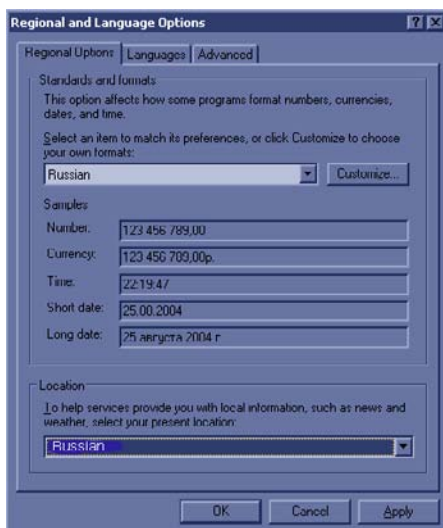 Regional and Language Options
Regional Options Languages Advanced
Standards and formats
This option affects how some programs format numbers, currencies,
dates, and time.
Select an item to match its preferences, or click Customize to choose
your own formats:
Russian Customize...
Samples
Number: 123 456 789,00
Currency: 123 456 789,00р.
Time: 22:19:47
Short date: 25.08.2004
Long date: 25 августа 2004 г.
Location
To help services provide you with local information, such as news and
weather, select your present location:
Russian
OK Cancel Apply